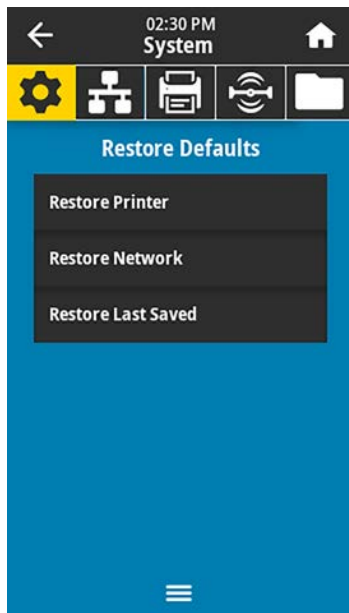 02:30 PM
System
Restore Defaults
Restore Printer
Restore Network
Restore Last Saved